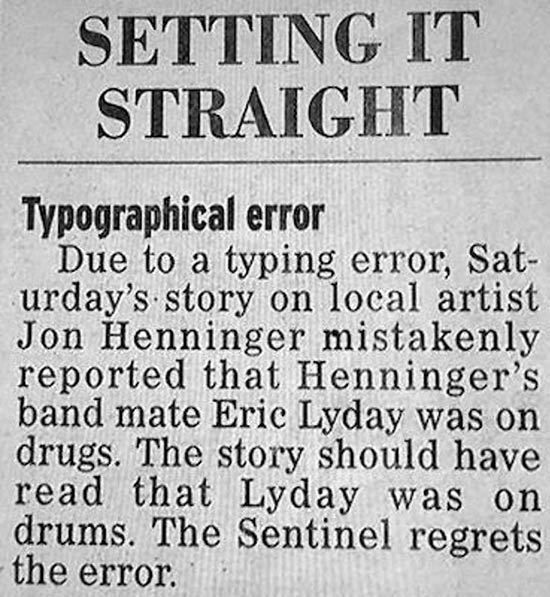 SETTING IT
STRAIGHT
Typographical error
Due to a typing error, Sat-
urday's story on local artist
Jon Henninger mistakenly
reported that Henninger's
band mate Eric Lyday was on
drugs. The story should have
read that Lyday was on
drums. The Sentinel regrets
the error.